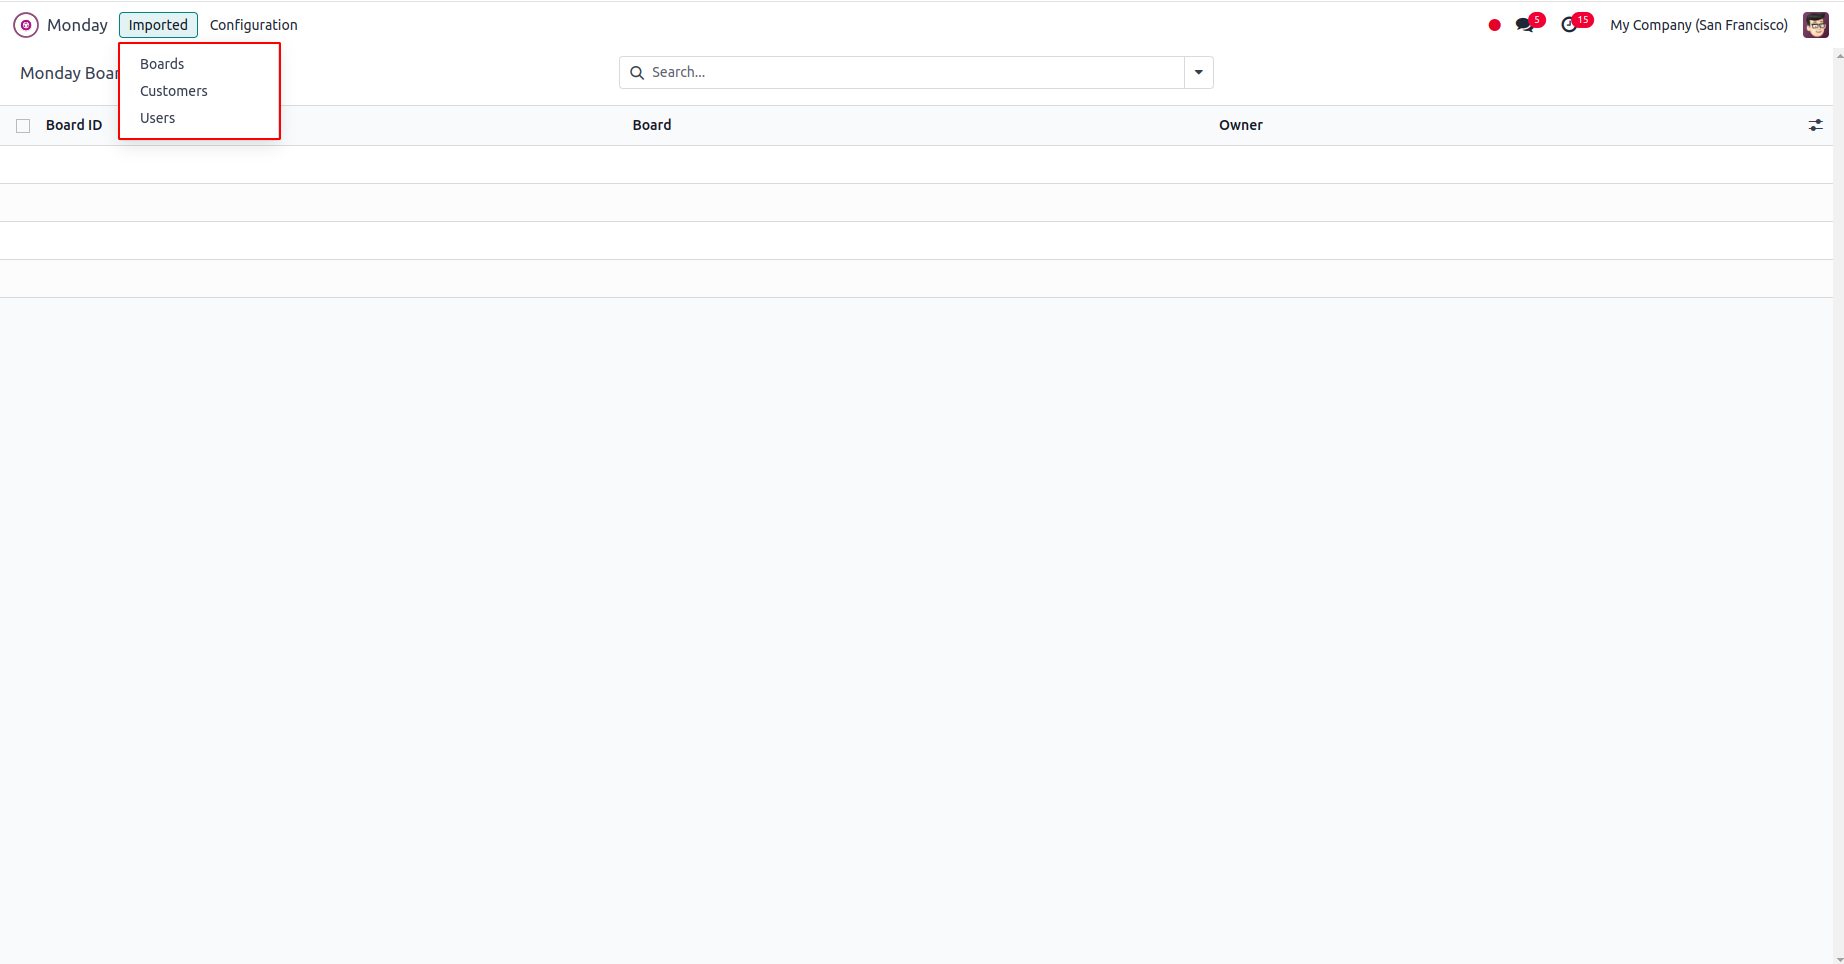 Monday Imported Configuration 5 15 My Company (San Francisco)
Boards
Monday Boar Search...
Customers
Users
Board ID Board Owner